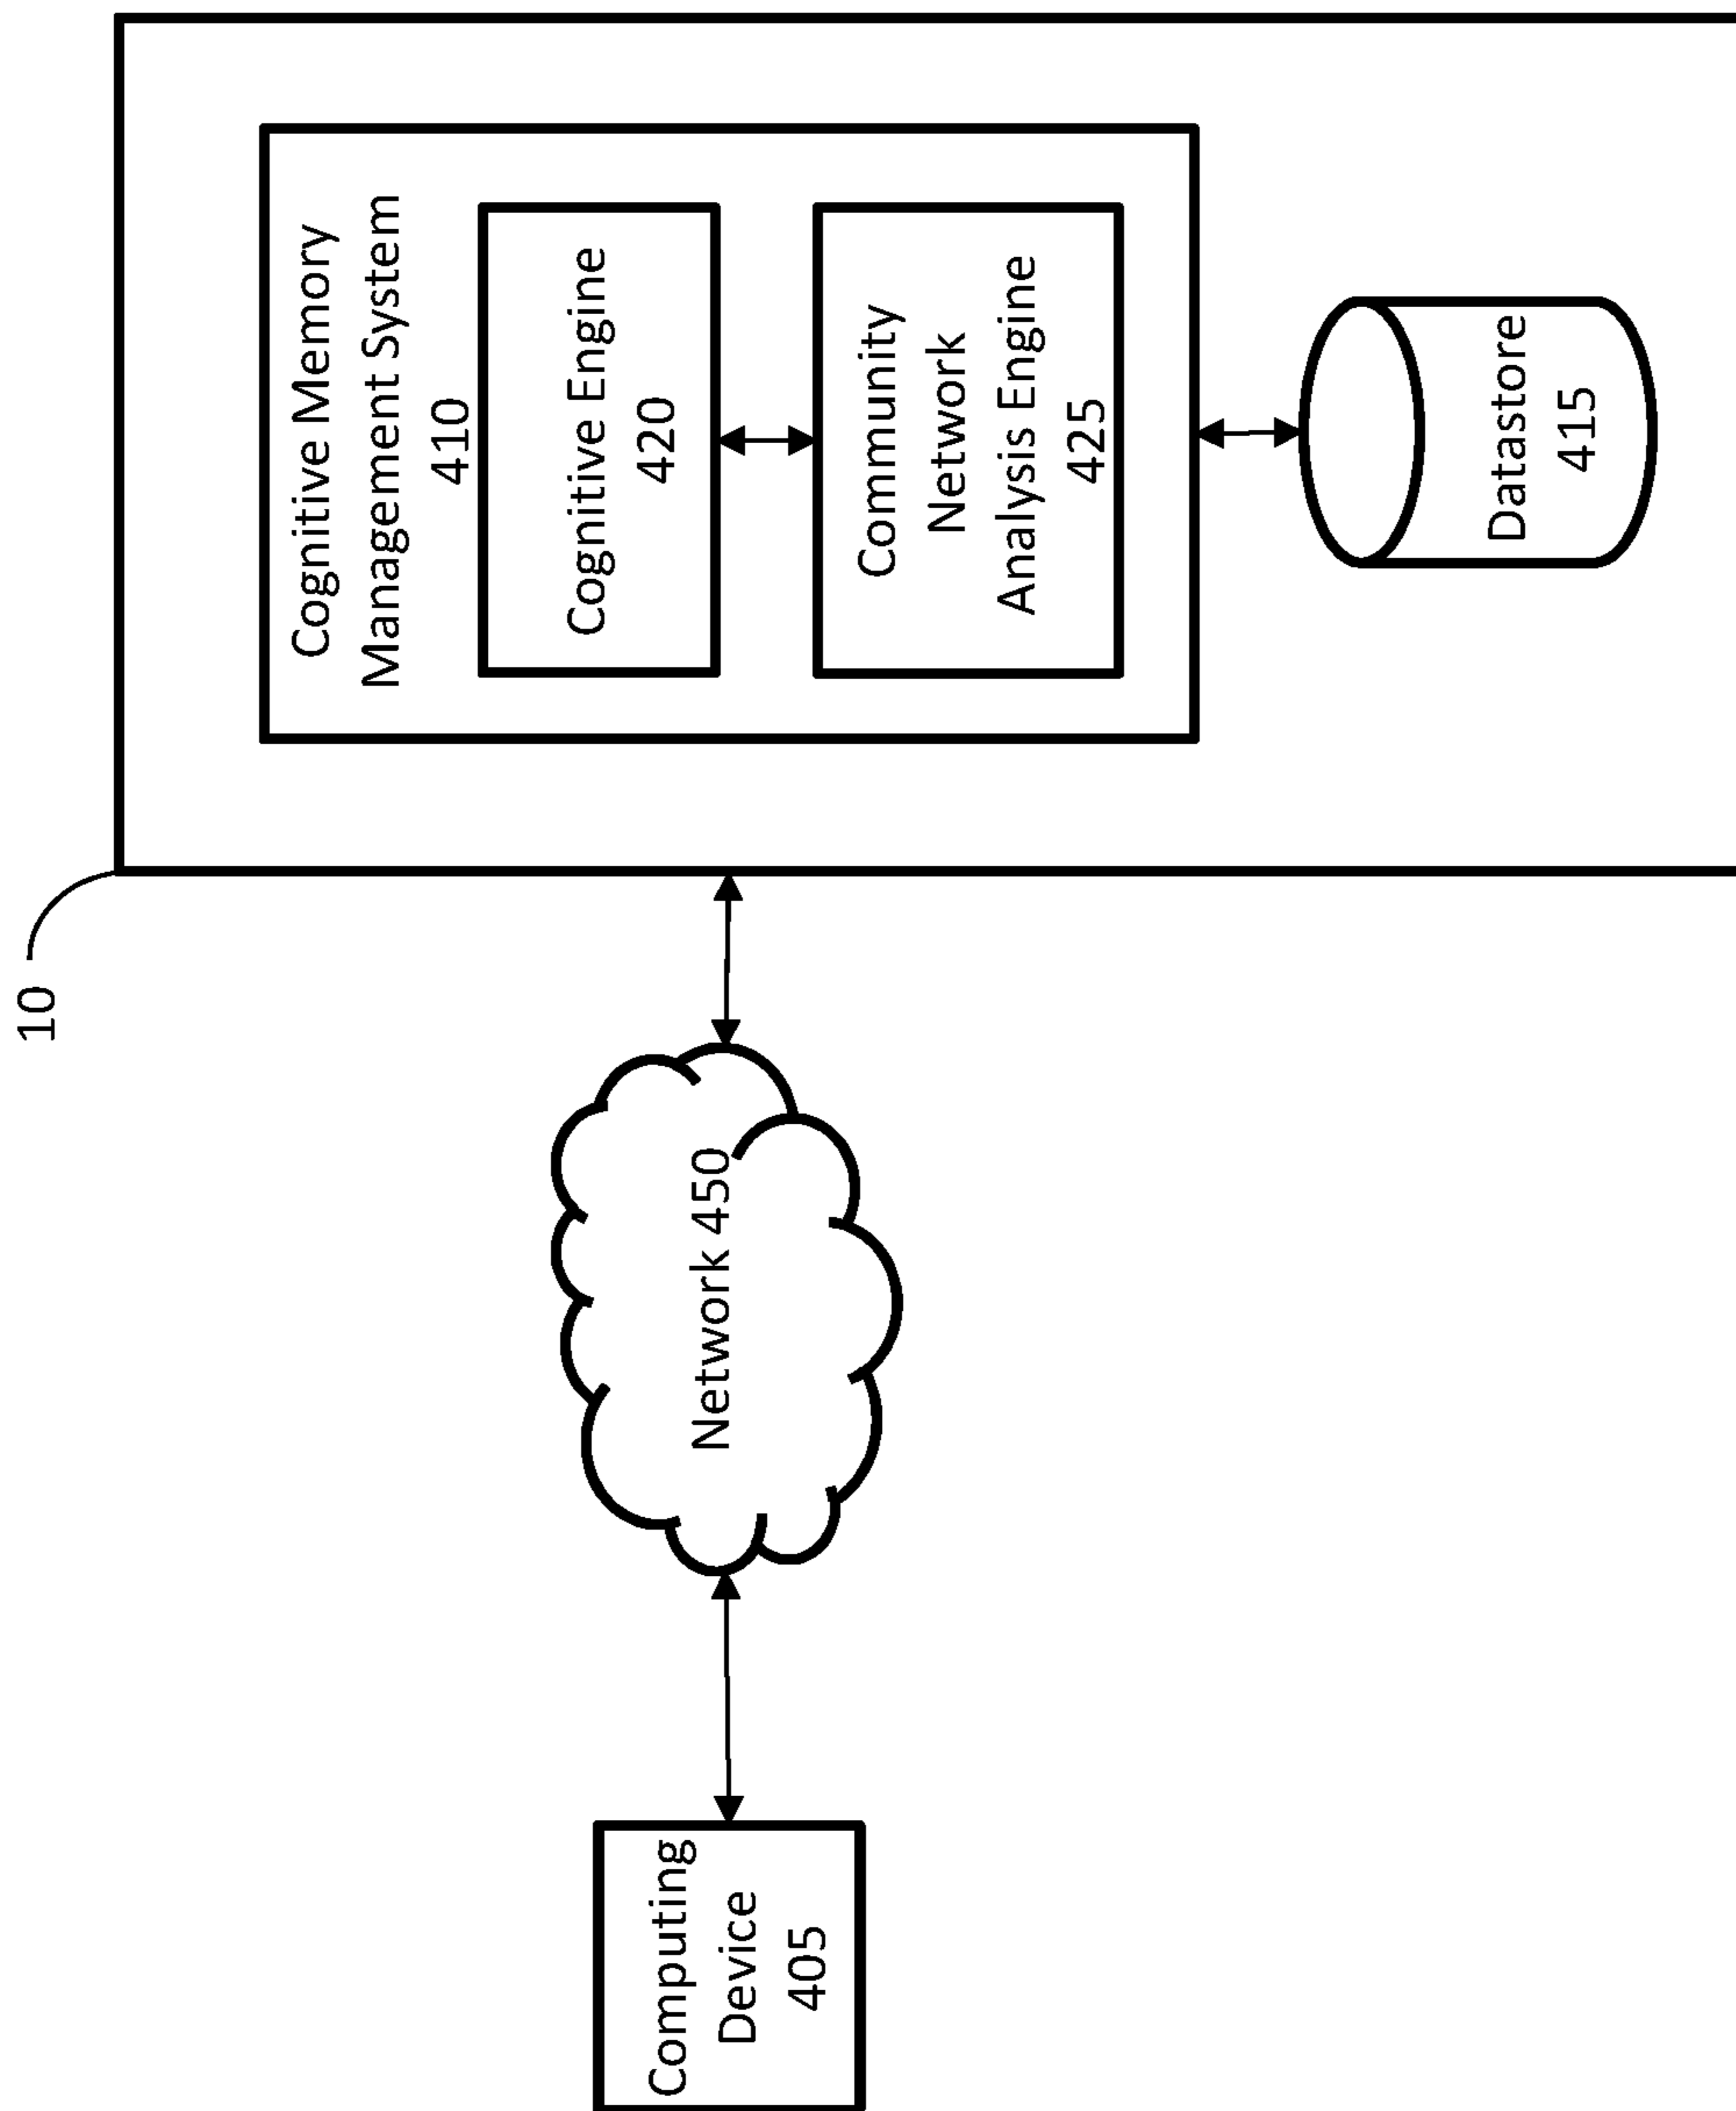 10
Cognitive Memory
Management System
410
Cognitive Engine
420
Community
Network
Analysis Engine
425
Datastore
415
Network 450
Computing
Device
405